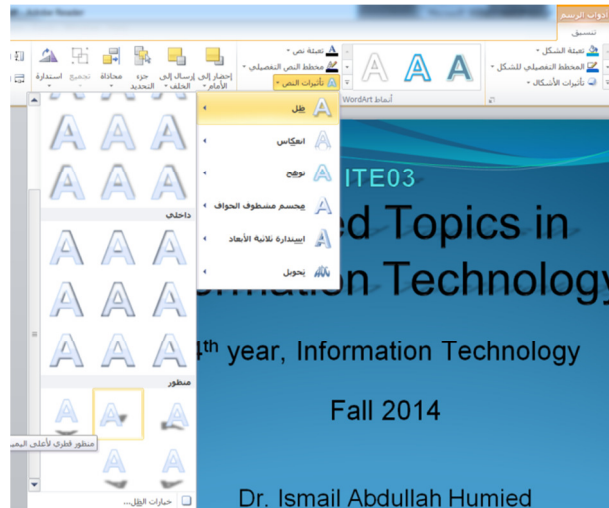 - Adobe Reader
أدوات الرسم
تنسيق
تعبئة الشكل
المخطط التفصيلي للشكل
تأثيرات الأشكال
أنماط WordArt
تعبئة نص
مخطط النص التفصيلي
تأثيرات النص
إحضار إلى الأمام
إرسال إلى الخلف
جزء التحديد
محاذاة
تجميع
استدارة
ظل
انعكاس
توهج
مجسم مشطوف الحواف
استدارة ثلاثية الأبعاد
تحويل
داخلي
منظور
منظور قطري لأعلى
خيارات الظل...
ITE03
ed Topics in
rmation Technology
4th year, Information Technology
Fall 2014
Dr. Ismail Abdullah Humied